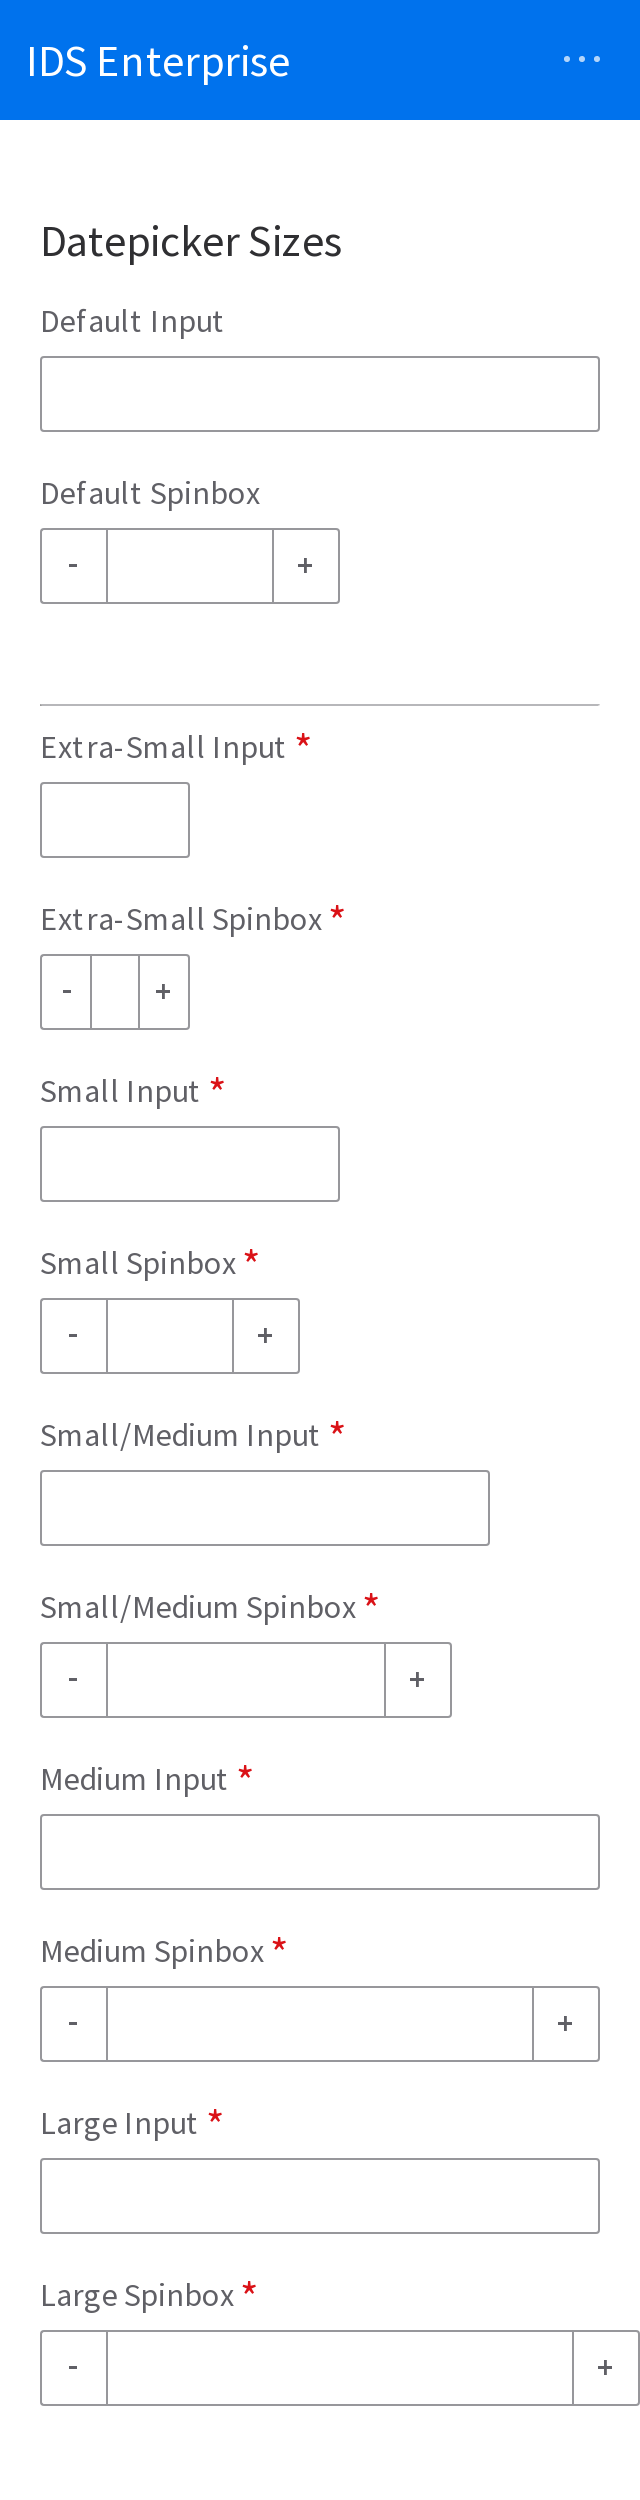 IDS Enterprise
Datepicker Sizes
Default Input
Default Spinbox
- +
Extra-Small Input *
Extra-Small Spinbox *
- +
Small Input *
Small Spinbox *
- +
Small/Medium Input *
Small/Medium Spinbox *
- +
Medium Input *
Medium Spinbox *
- +
Large Input *
Large Spinbox *
- +